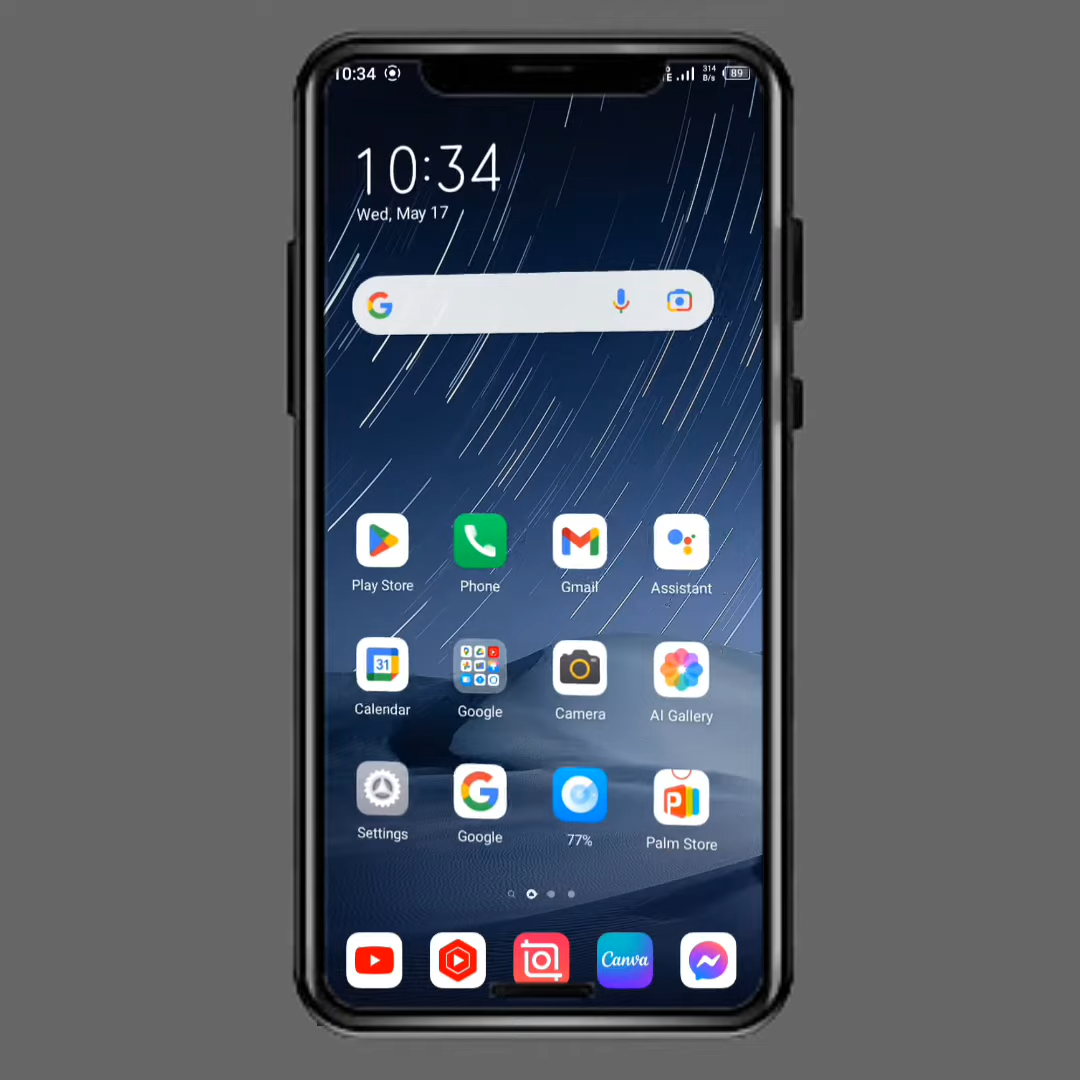 10:34
314
E
B/s
89
10:34
Wed, May 17
Play Store
Phone
Gmail
Assistant
31
Calendar
Google
Camera
AI Gallery
Settings
Google
77%
Palm Store
Canva